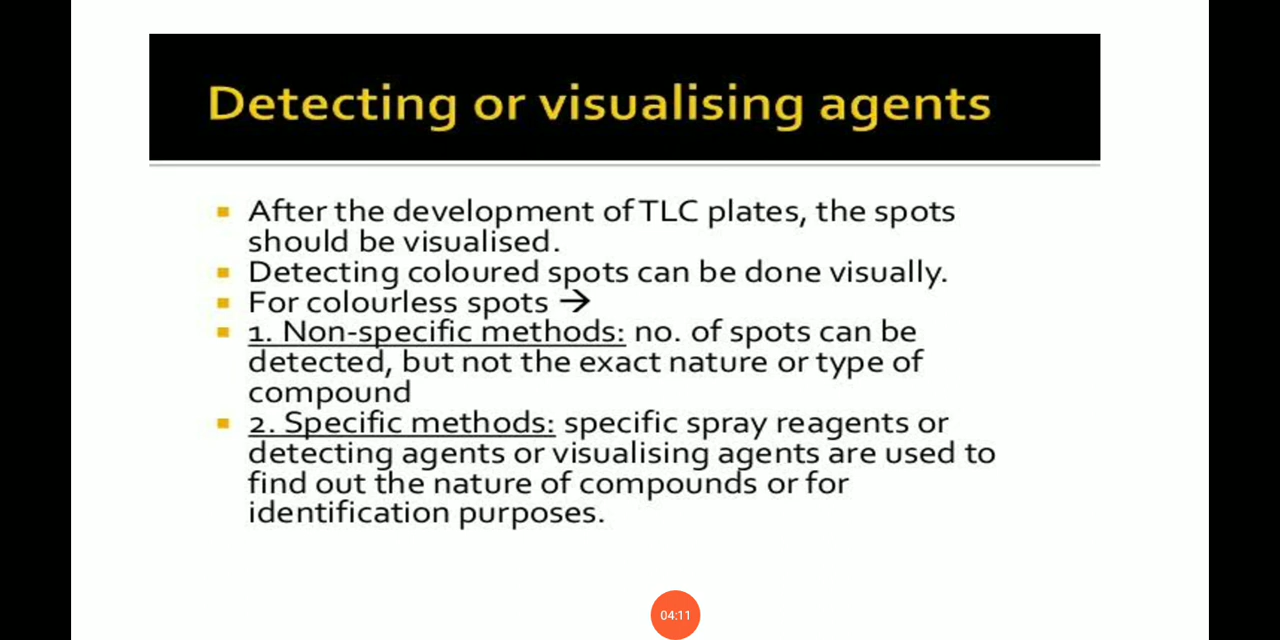 Detecting or visualising agents
After the development of TLC plates, the spots
should be visualised.
Detecting coloured spots can be done visually.
For colourless spots →
1. Non-specific methods: no. of spots can be
detected, but not the exact nature or type of
compound
2. Specific methods: specific spray reagents or
detecting agents or visualising agents are used to
find out the nature of compounds or for
identification purposes.
04:11